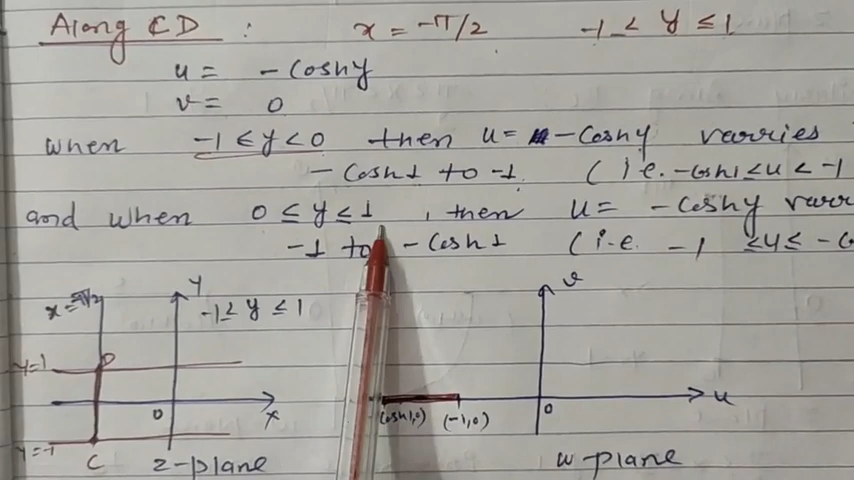 Along CD : x = -π/2 -1 ≤ y ≤ 1
u = - coshy
v = 0
when -1 ≤ y < 0 then u = - coshy varries
- cosh1 to -1 (i.e. -cosh1 ≤ u < -1
and when 0 ≤ y ≤ 1 , then u = - coshy
-1 to - cosh1 (i.e. -1 ≤ u ≤ -
x = -π/2 y
-1 ≤ y ≤ 1
y=1 D
0 x
y=-1 C z-plane
v
cosh1,0) (-1,0) 0 u
w-plane